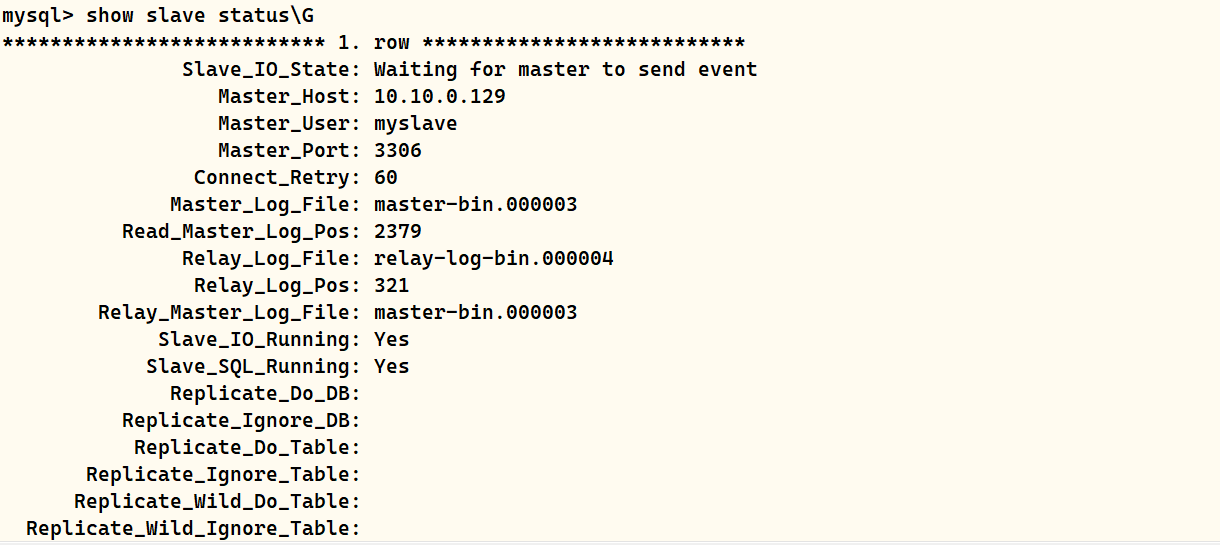 mysql> show slave status\G
*************************** 1. row ***************************
Slave_IO_State: Waiting for master to send event
Master_Host: 10.10.0.129
Master_User: myslave
Master_Port: 3306
Connect_Retry: 60
Master_Log_File: master-bin.000003
Read_Master_Log_Pos: 2379
Relay_Log_File: relay-log-bin.000004
Relay_Log_Pos: 321
Relay_Master_Log_File: master-bin.000003
Slave_IO_Running: Yes
Slave_SQL_Running: Yes
Replicate_Do_DB:
Replicate_Ignore_DB:
Replicate_Do_Table:
Replicate_Ignore_Table:
Replicate_Wild_Do_Table:
Replicate_Wild_Ignore_Table: